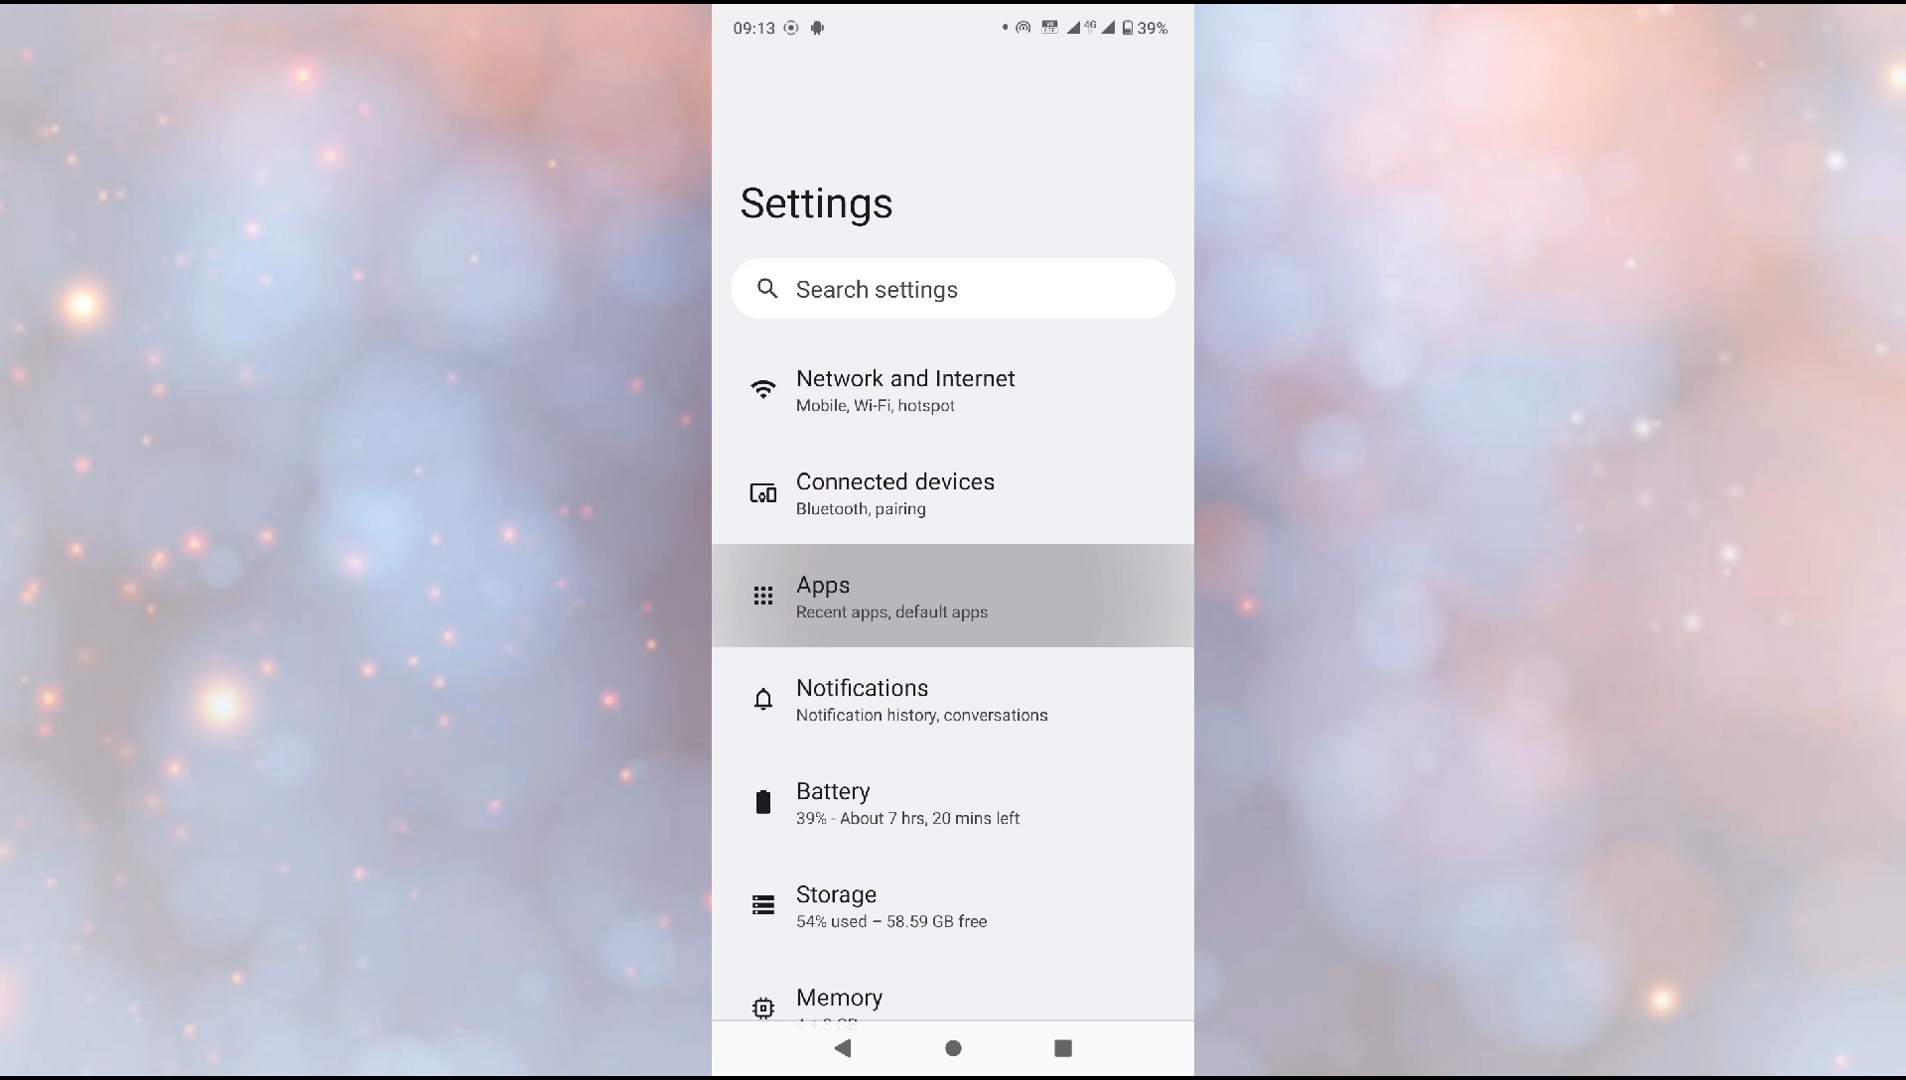 09:13
4G
39%
Settings
Search settings
Network and Internet
Mobile, Wi-Fi, hotspot
Connected devices
Bluetooth, pairing
Apps
Recent apps, default apps
Notifications
Notification history, conversations
Battery
39% - About 7 hrs, 20 mins left
Storage
54% used – 58.59 GB free
Memory